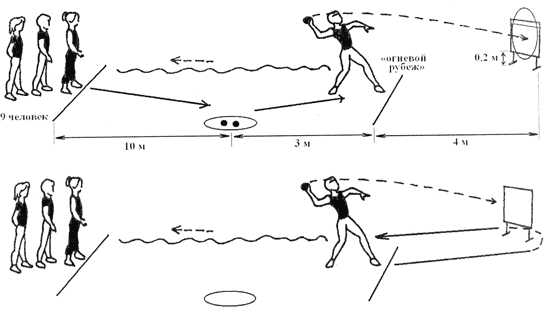 «огневой
рубеж»
0,2 м
9 человек
10 м
3 м
4 м